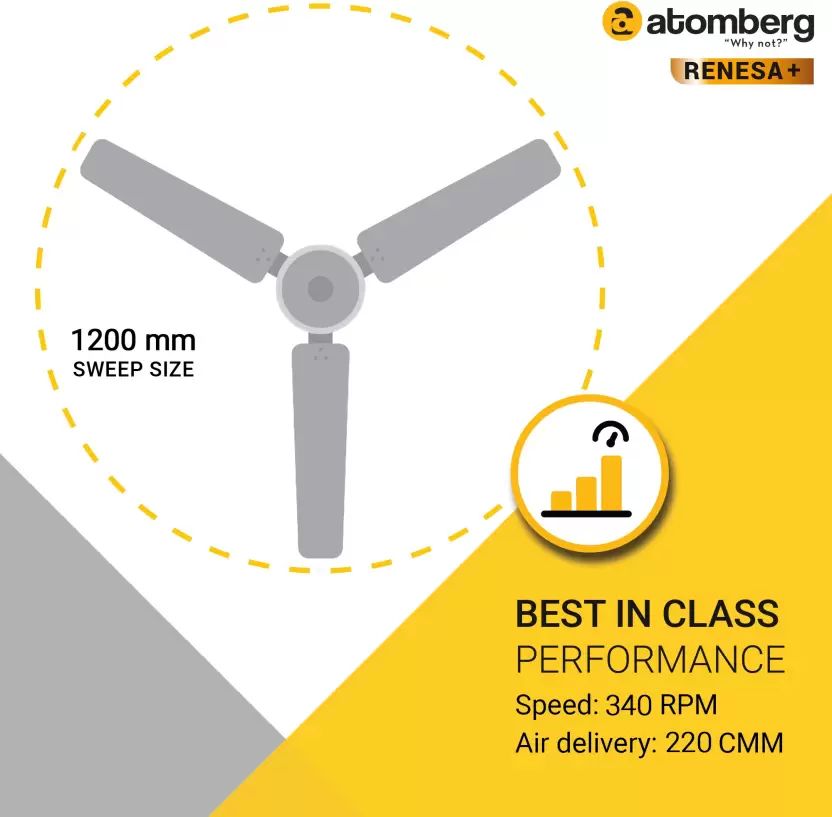 atomberg
"Why not?"
RENESA+
1200 mm
SWEEP SIZE
BEST IN CLASS
PERFORMANCE
Speed: 340 RPM
Air delivery: 220 CMM